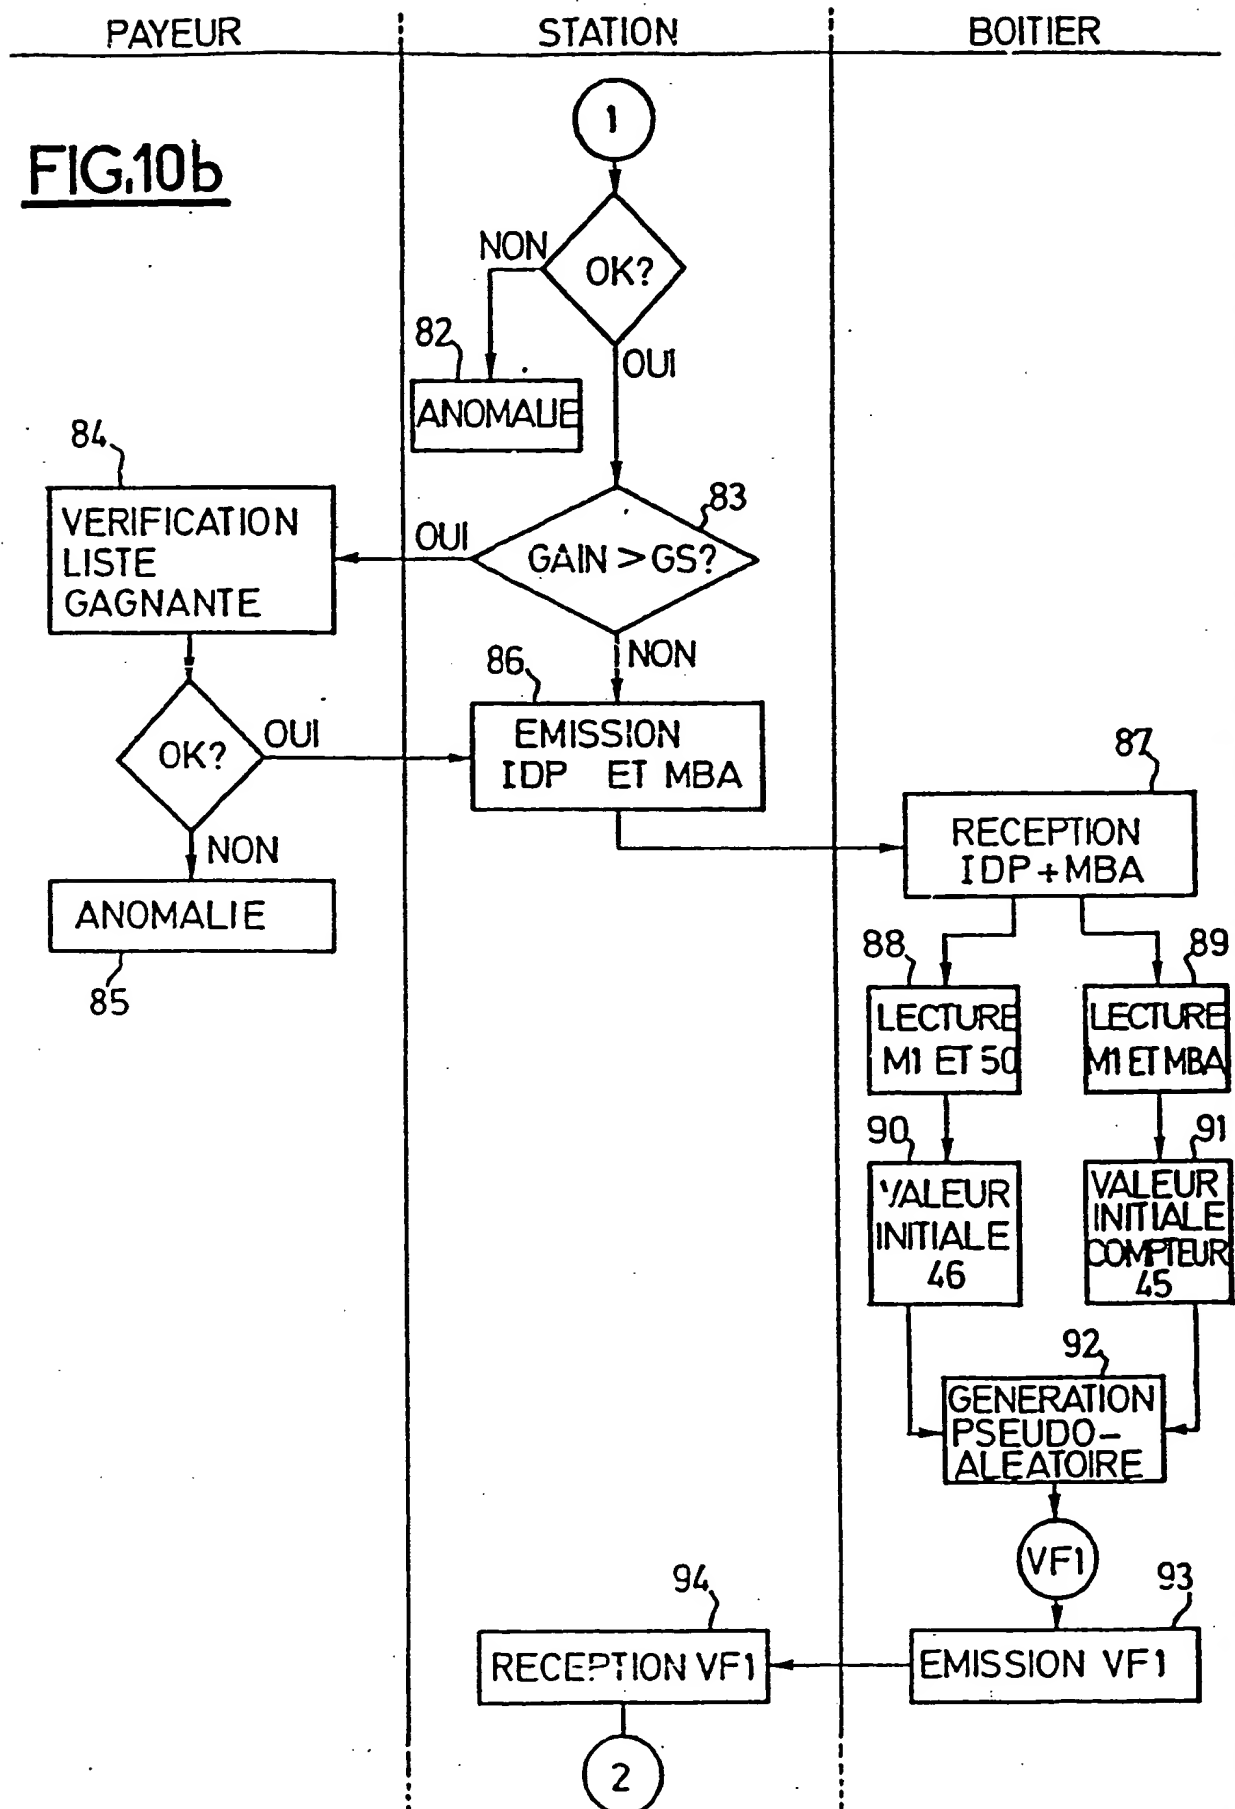 PAYEUR
STATION
BOITIER
FIG.10b
1
OK?
NON
OUI
82
ANOMALIE
83
GAIN > GS?
OUI
NON
84
VERIFICATION
LISTE
GAGNANTE
OK?
OUI
NON
ANOMALIE
85
86
EMISSION
IDP ET MBA
87
RECEPTION
IDP+MBA
88
LECTURE
M1 ET 50
89
LECTURE
M1 ET MBA
90
VALEUR
INITIALE
46
91
VALEUR
INITIALE
COMPTEUR
45
92
GENERATION
PSEUDO-
ALEATOIRE
VF1
93
EMISSION VF1
94
RECEPTION VF1
2